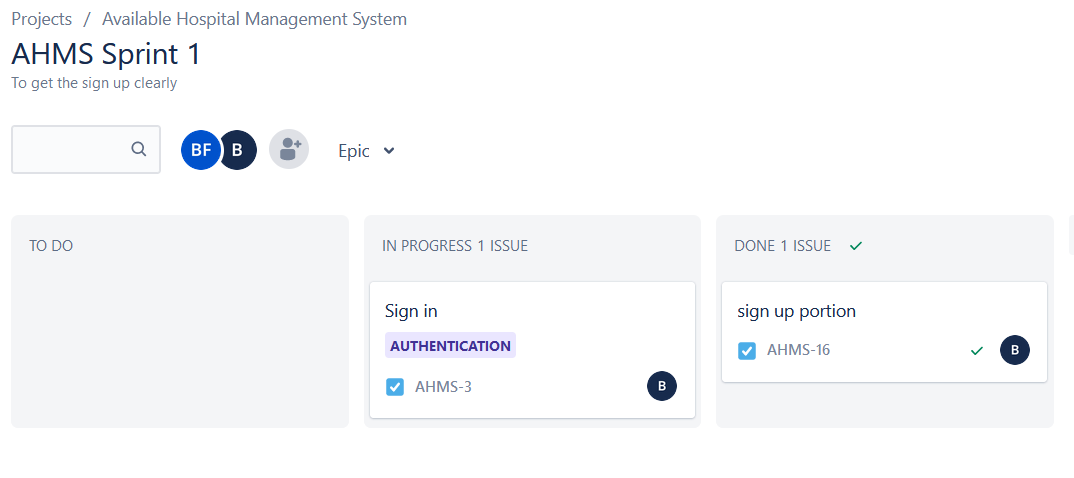 Projects / Available Hospital Management System
AHMS Sprint 1
To get the sign up clearly
BF B Epic
TO DO
IN PROGRESS 1 ISSUE
Sign in
AUTHENTICATION
AHMS-3 B
DONE 1 ISSUE
sign up portion
AHMS-16 B